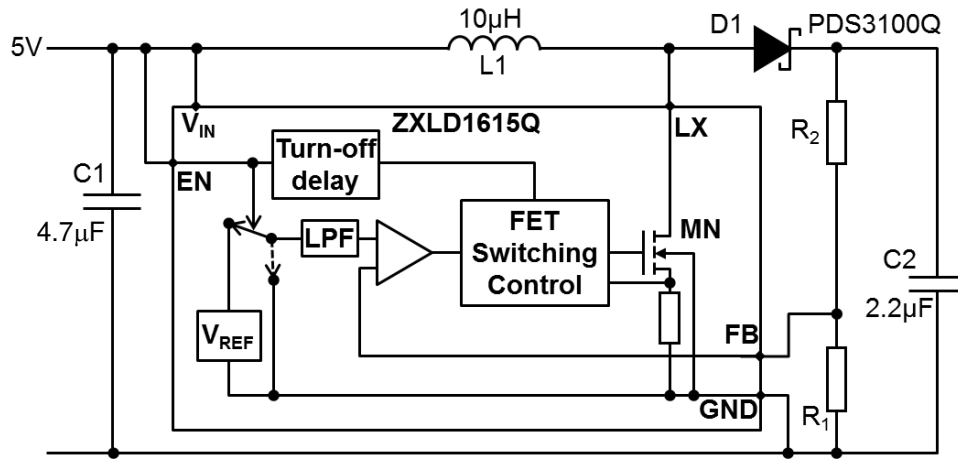 10µH
D1
PDS3100Q
5V
L1
VIN
ZXLD1615Q
LX
R2
Turn-off
delay
EN
C1
4.7µF
LPF
FET
Switching
Control
MN
C2
2.2µF
VREF
FB
GND
R1